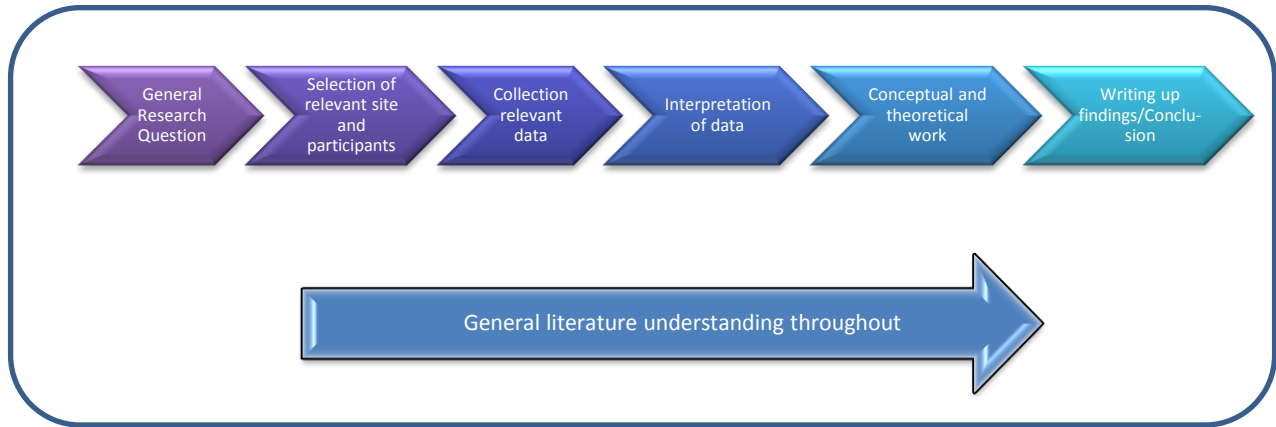 General
Research
Question
Selection of
relevant site
and
participants
Collection
relevant
data
Interpretation
of data
Conceptual and
theoretical
work
Writing up
findings/Conclu-
sion
General literature understanding throughout